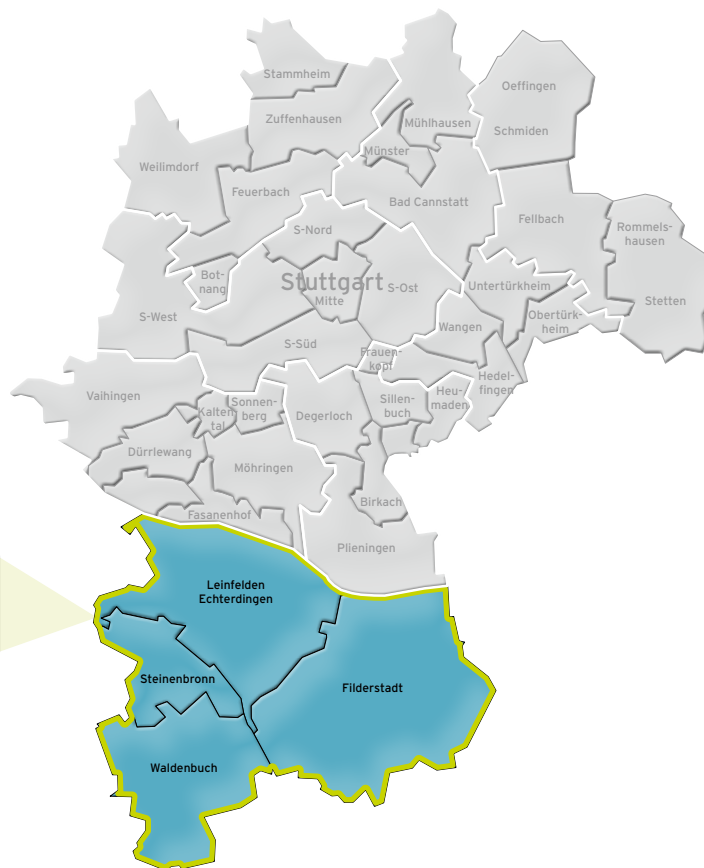 Stammheim
Oeffingen
Zuffenhausen
Mühlhausen
Schmiden
Münster
Weilimdorf
Feuerbach
Bad Cannstatt
Fellbach
Rommels-
hausen
S-Nord
Bot-
nang
Stuttgart
Mitte
S-Ost
Untertürkheim
Stetten
S-West
Wangen
Obertürk-
heim
S-Süd
Frauen-
kopf
Hedel-
fingen
Vaihingen
Kalten
tal
Sonnen-
berg
Degerloch
Sillen-
buch
Heu-
maden
Dürrlewang
Möhringen
Birkach
Fasanenhof
Plieningen
Leinfelden
Echterdingen
Steinenbronn
Filderstadt
Waldenbuch